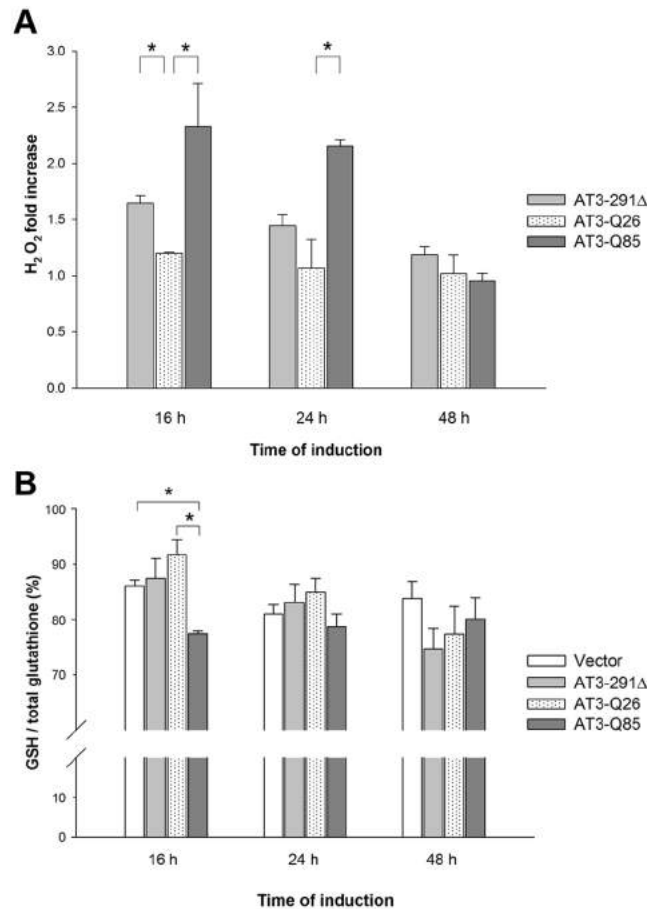 A
* * *
3.0
2.5
2.0
1.5
1.0
0.5
0.0
H2 O2 fold increase
AT3-291Δ
AT3-Q26
AT3-Q85
16 h 24 h 48 h
Time of induction
B
*
*
100
90
80
70
10
0
GSH / total glutathione (%)
Vector
AT3-291Δ
AT3-Q26
AT3-Q85
16 h 24 h 48 h
Time of induction